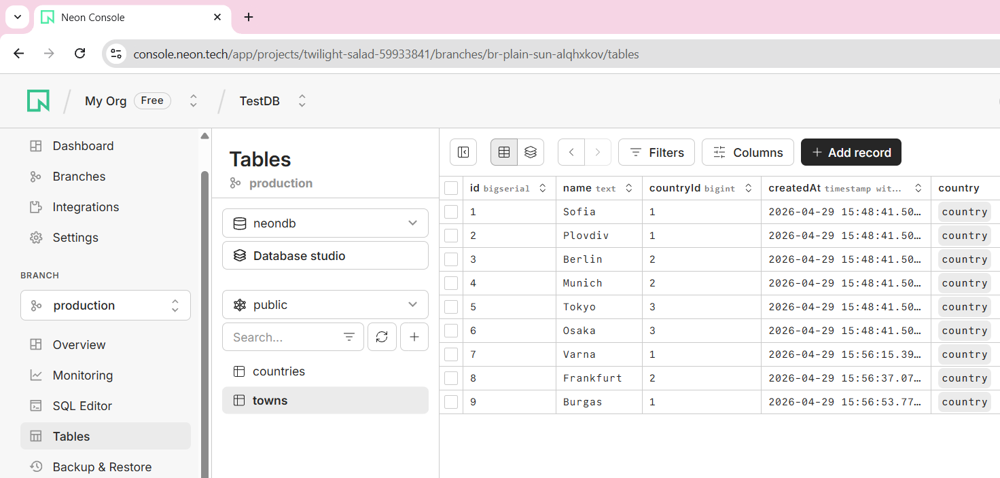 Neon Console
console.neon.tech/app/projects/twilight-salad-59933841/branches/br-plain-sun-alqhxkov/tables
My Org Free TestDB
Dashboard
Branches
Integrations
Settings
BRANCH
production
Overview
Monitoring
SQL Editor
Tables
Backup & Restore
Tables
production
neondb
Database studio
public
Search...
countries
towns
Filters Columns + Add record
id bigserial name text countryId bigint createdAt timestamp wit... country
1 Sofia 1 2026-04-29 15:48:41.50... country
2 Plovdiv 1 2026-04-29 15:48:41.50... country
3 Berlin 2 2026-04-29 15:48:41.50... country
4 Munich 2 2026-04-29 15:48:41.50... country
5 Tokyo 3 2026-04-29 15:48:41.50... country
6 Osaka 3 2026-04-29 15:48:41.50... country
7 Varna 1 2026-04-29 15:56:15.39... country
8 Frankfurt 2 2026-04-29 15:56:37.07... country
9 Burgas 1 2026-04-29 15:56:53.77... country